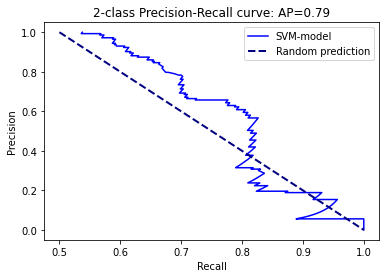 2-class Precision-Recall curve: AP=0.79
SVM-model
Random prediction
Precision
1.0
0.8
0.6
0.4
0.2
0.0
0.5
0.6
0.7
0.8
0.9
1.0
Recall